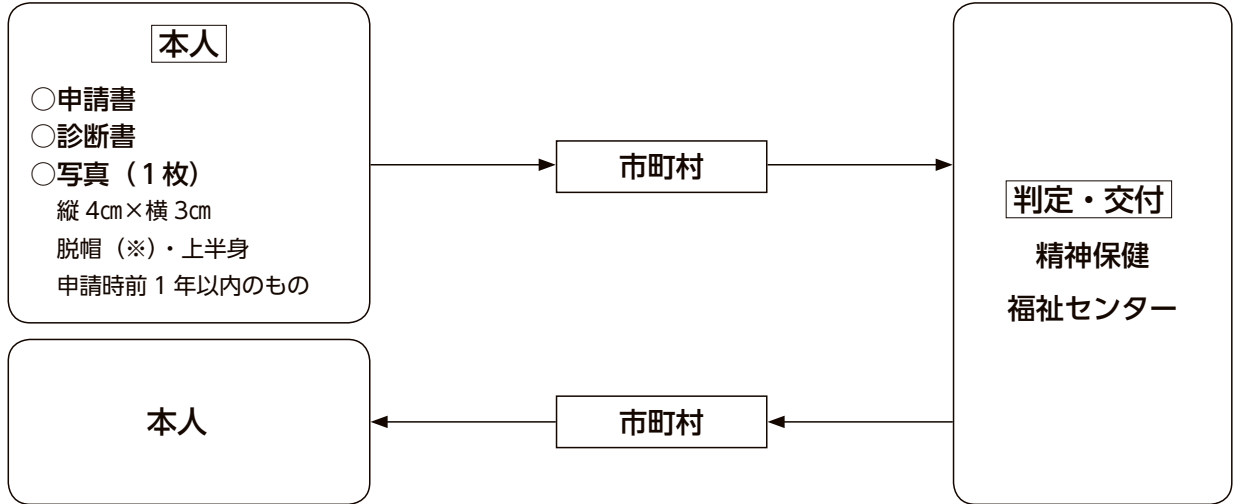 本人
○申請書
○診断書
○写真（1枚）
縦 4㎝×横 3㎝
脱帽（※）・上半身
申請時前 1 年以内のもの
市町村
判定・交付
精神保健
福祉センター
市町村
本人